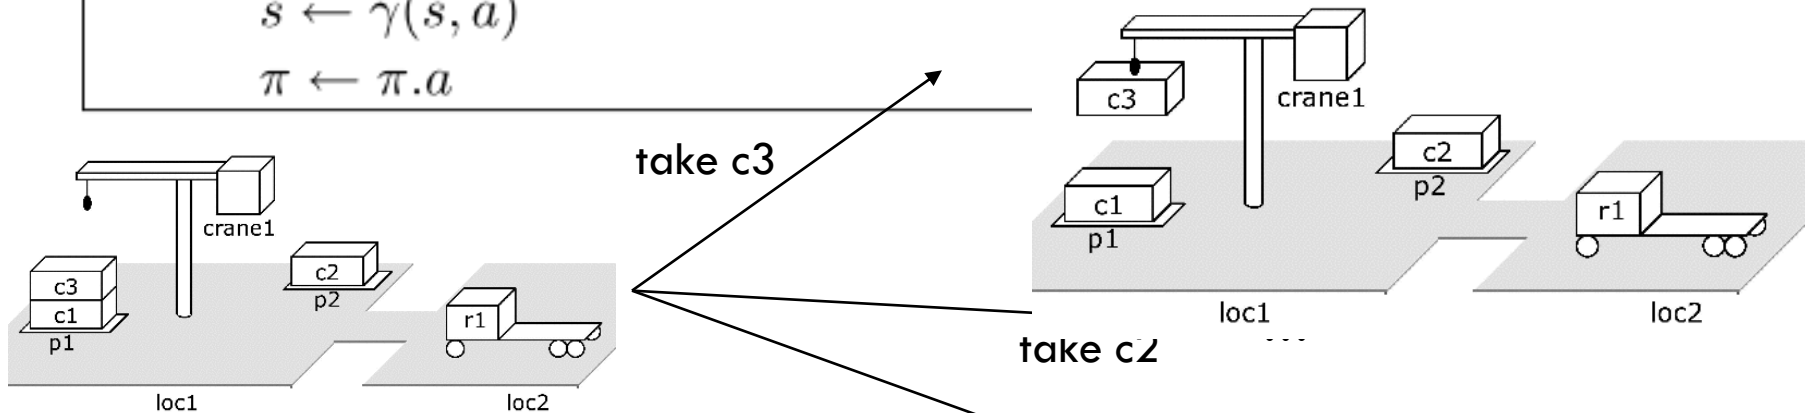 s ← γ(s, a)
π ← π.a
take c3
crane1
c3
c1
p1
c2
p2
r1
loc1
loc2
c3
crane1
c1
p1
c2
p2
r1
loc1
loc2
take c2
...